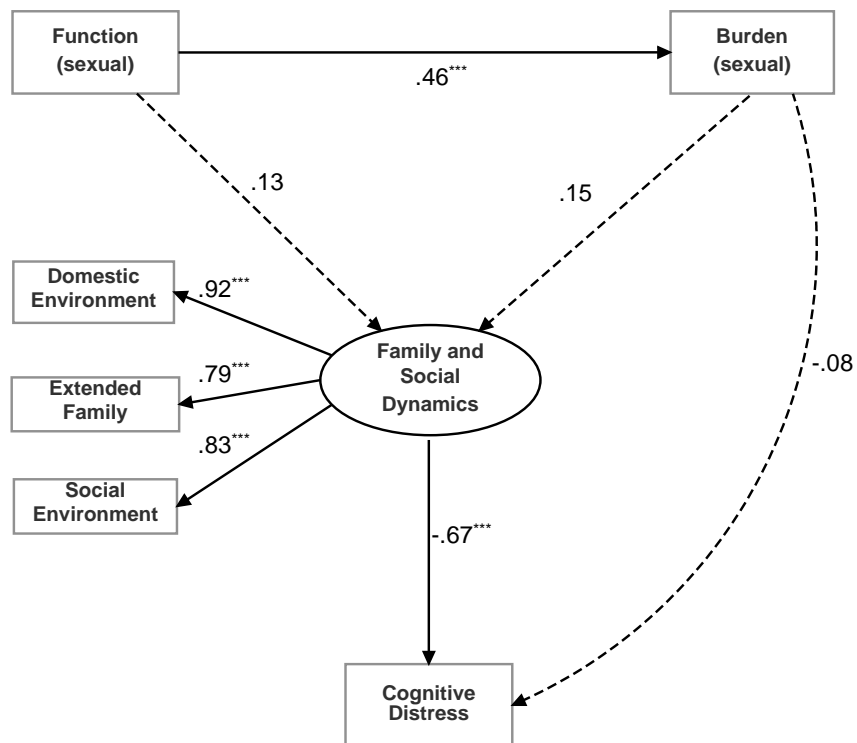 Function
(sexual)
Burden
(sexual)
.46***
.13
.15
Domestic
Environment
.92***
Family and
Social
Dynamics
-.08
Extended
Family
.79***
.83***
Social
Environment
-.67***
Cognitive
Distress